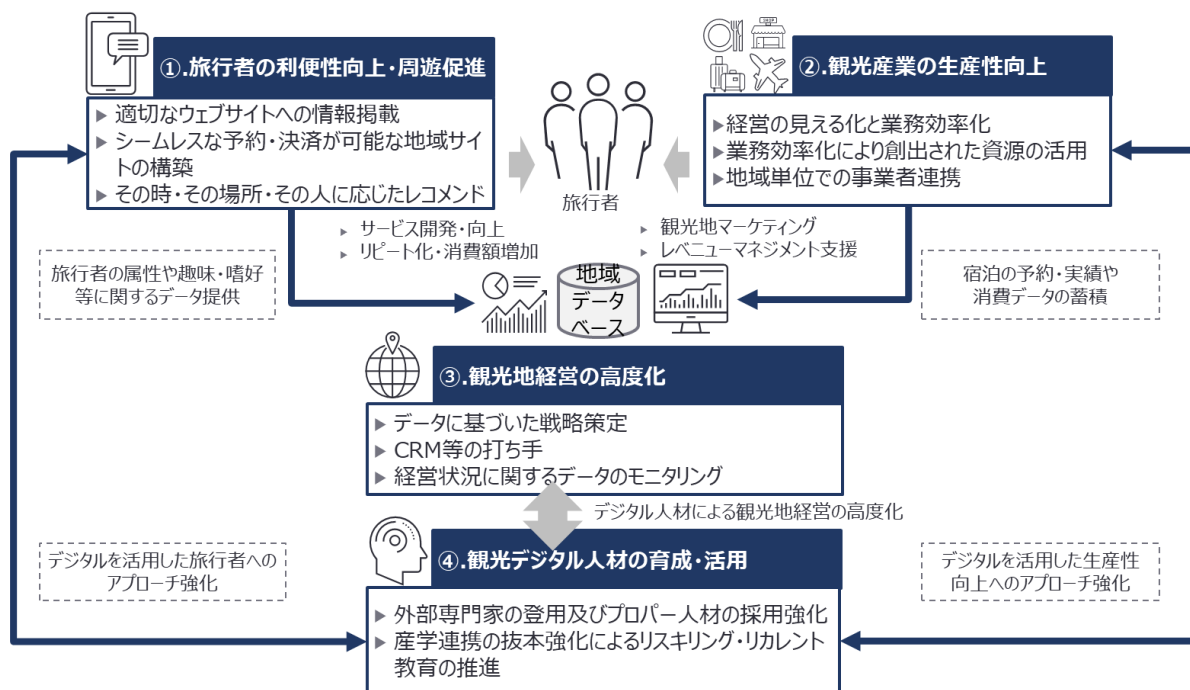 ①.旅行者の利便性向上・周遊促進
適切なウェブサイトへの情報掲載
シームレスな予約・決済が可能な地域サイ
トの構築
その時・その場所・その人に応じたレコメンド
旅行者
②.観光産業の生産性向上
経営の見える化と業務効率化
業務効率化により創出された資源の活用
地域単位での事業者連携
サービス開発・向上
リピート化・消費額増加
観光地マーケティング
レベニューマネジメント支援
旅行者の属性や趣味・嗜好
等に関するデータ提供
地域
データ
ベース
宿泊の予約・実績や
消費データの蓄積
③.観光地経営の高度化
データに基づいた戦略策定
CRM等の打ち手
経営状況に関するデータのモニタリング
デジタル人材による観光地経営の高度化
デジタルを活用した旅行者への
アプローチ強化
④.観光デジタル人材の育成・活用
外部専門家の登用及びプロパー人材の採用強化
産学連携の抜本強化によるリスキリング・リカレント
教育の推進
デジタルを活用した生産性
向上へのアプローチ強化